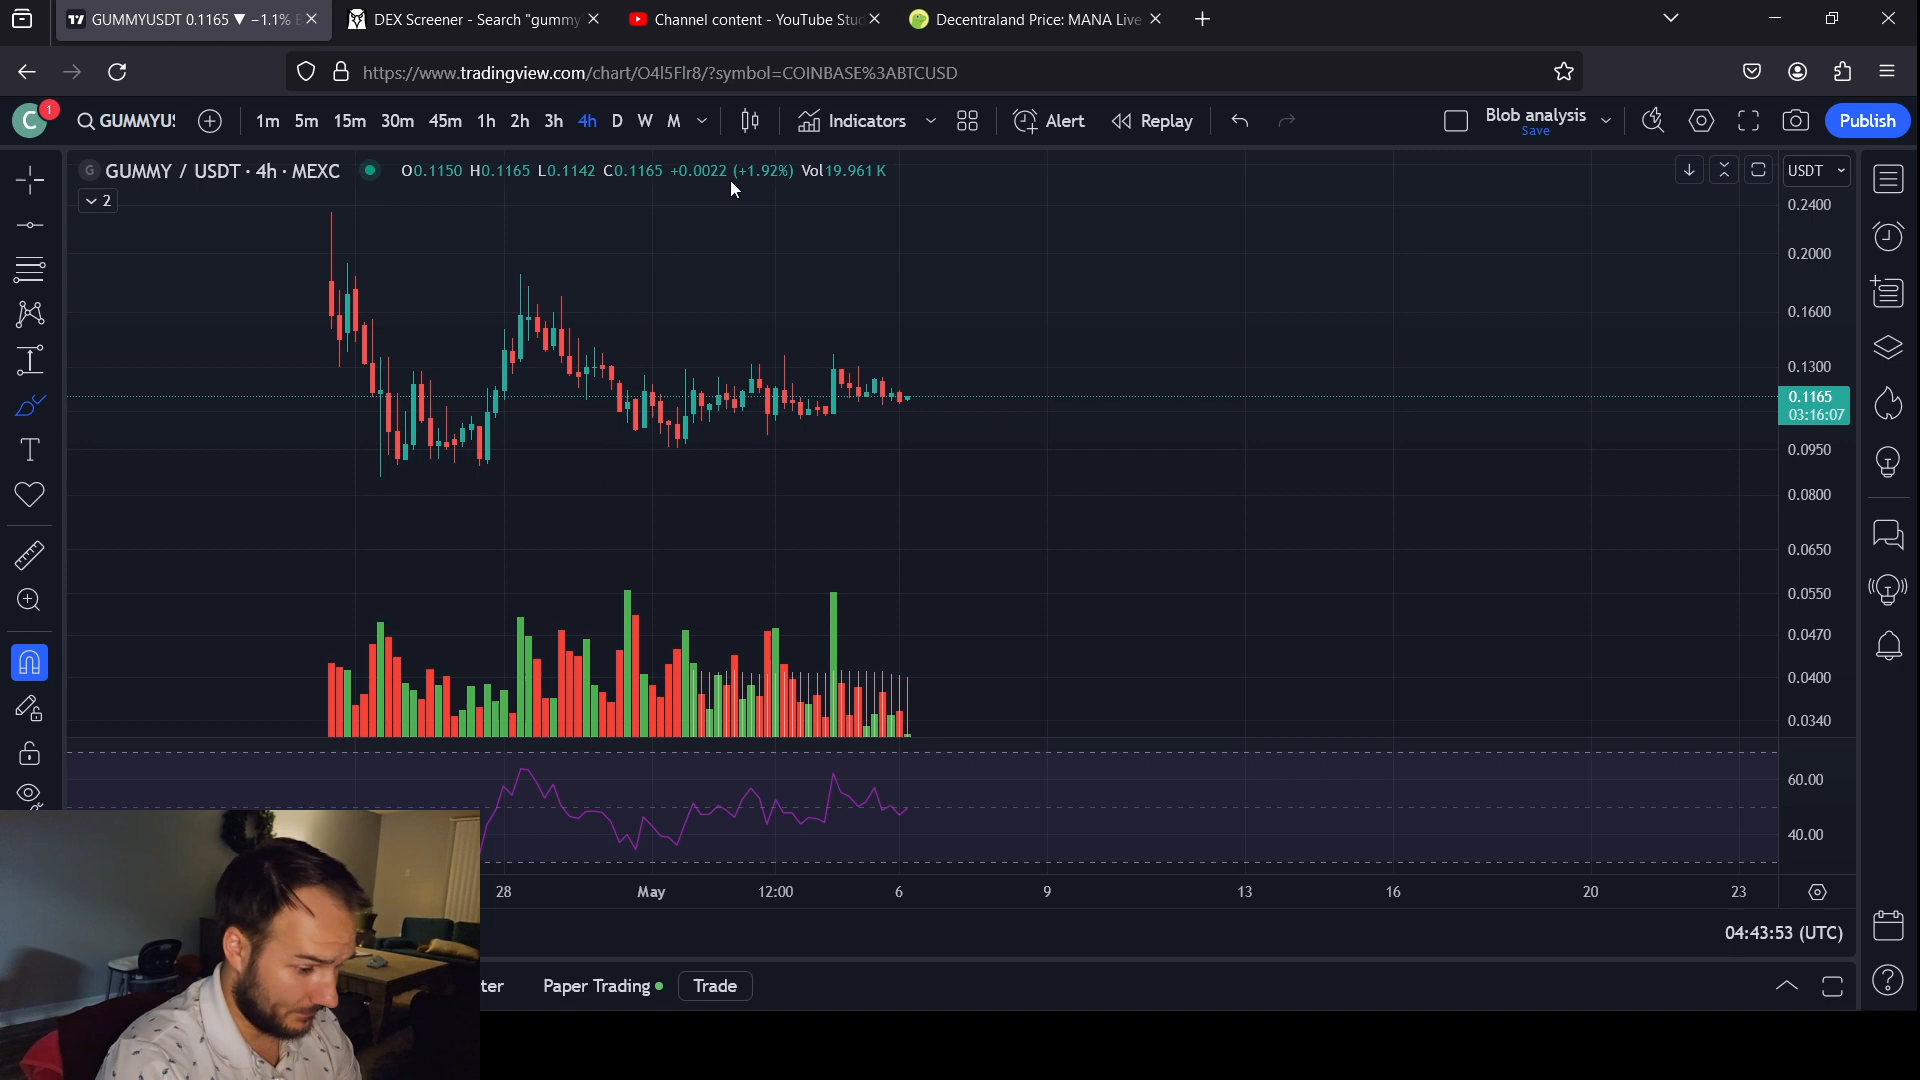 GUMMYUSDT 0.1165 ▼ −1.1%
DEX Screener - Search "gummy
Channel content - YouTube Stu
Decentraland Price: MANA Live
https://www.tradingview.com/chart/O4l5Flr8/?symbol=COINBASE%3ABTCUSD
C
1
GUMMYUS
1m 5m 15m 30m 45m 1h 2h 3h 4h D W M
Indicators
Alert
Replay
Blob analysis
Save
Publish
G GUMMY / USDT · 4h · MEXC
O0.1150 H0.1165 L0.1142 C0.1165 +0.0022 (+1.92%) Vol19.961K
2
USDT
0.2400
0.2000
0.1600
0.1300
0.1165
03:16:07
0.0950
0.0800
0.0650
0.0550
0.0470
0.0400
0.0340
60.00
40.00
28 May 12:00 6 9 13 16 20 23
04:43:53 (UTC)
ter
Paper Trading
Trade